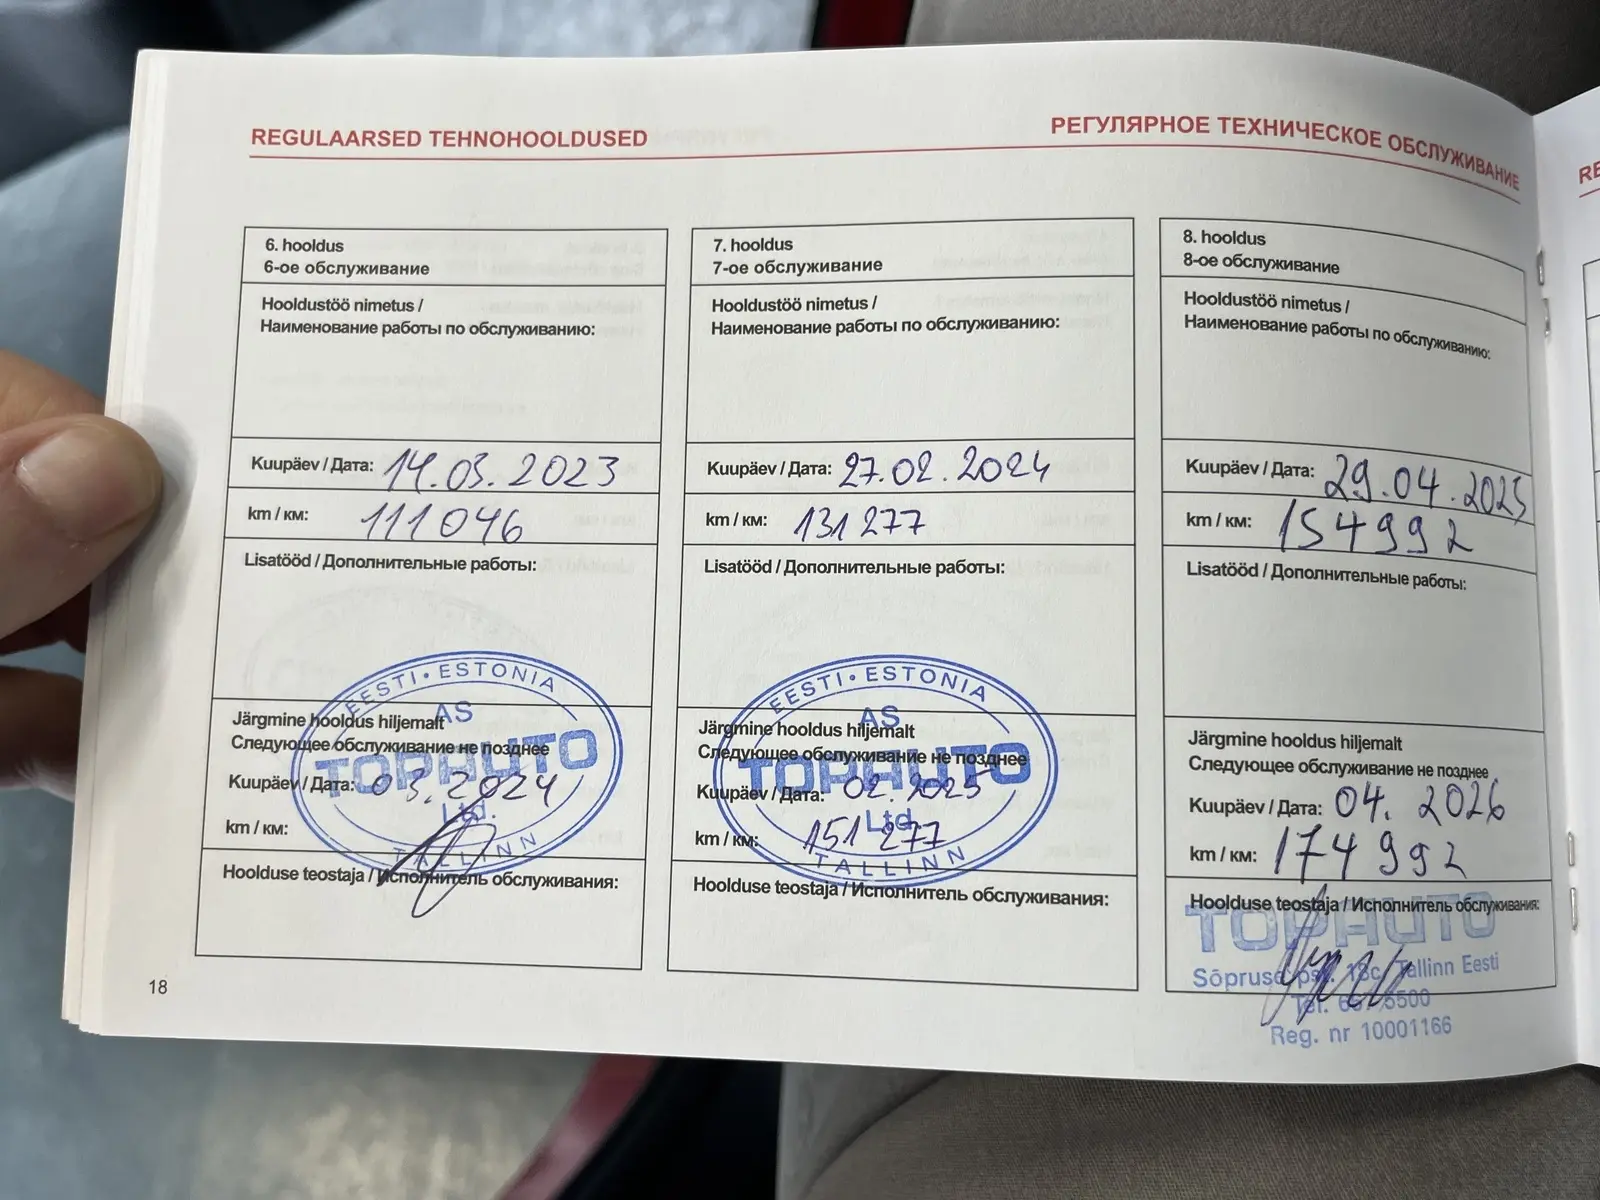 REGULAARSED TEHNOHOOLDUSED
РЕГУЛЯРНОЕ ТЕХНИЧЕСКОЕ ОБСЛУЖИВАНИЕ
6. hooldus
6-ое обслуживание
Hooldustöö nimetus /
Наименование работы по обслуживанию:
Kuupäev / Дата: 14.03.2023
km / км: 111046
Lisatööd / Дополнительные работы:
EESTI • ESTONIA
AS
TOPAUTO
Ltd.
TALLINN
Järgmine hooldus hiljemalt
Следующее обслуживание не позднее
Kuupäev / Дата: 03.2024
km / км:
Hoolduse teostaja / Исполнитель обслуживания:
7. hooldus
7-ое обслуживание
Hooldustöö nimetus /
Наименование работы по обслуживанию:
Kuupäev / Дата: 27.02.2024
km / км: 131277
Lisatööd / Дополнительные работы:
EESTI • ESTONIA
AS
TOPAUTO
Ltd.
TALLINN
Järgmine hooldus hiljemalt
Следующее обслуживание не позднее
Kuupäev / Дата: 02.2025
km / км: 151277
Hoolduse teostaja / Исполнитель обслуживания:
8. hooldus
8-ое обслуживание
Hooldustöö nimetus /
Наименование работы по обслуживанию:
Kuupäev / Дата: 29.04.2025
km / км: 154992
Lisatööd / Дополнительные работы:
Järgmine hooldus hiljemalt
Следующее обслуживание не позднее
Kuupäev / Дата: 04. 2026
km / км: 174992
Hoolduse teostaja / Исполнитель обслуживания:
TOPAUTO
Sõpruse pst. 18c, Tallinn Eesti
Tel.
Reg. nr 10001166
18